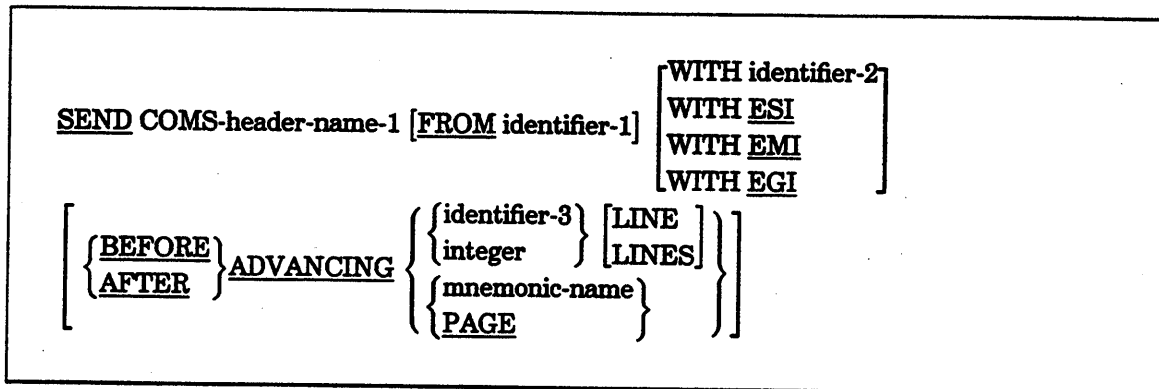 WITH identifier-2
SEND COMS-header-name-1 [FROM identifier-1] WITH ESI
WITH EMI
WITH EGI
identifier-3 LINE
BEFORE integer LINES
AFTER ADVANCING
mnemonic-name
PAGE